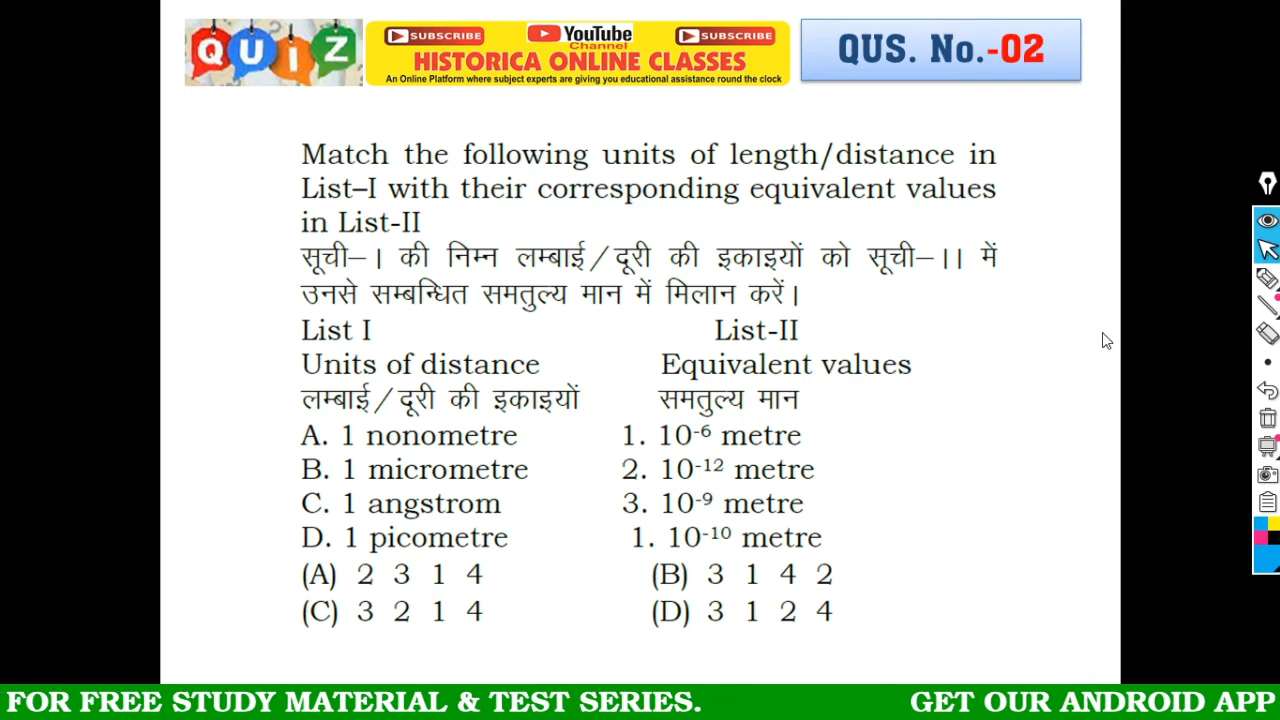 QUIZ
SUBSCRIBE YouTube SUBSCRIBE
Channel
HISTORICA ONLINE CLASSES
An Online Platform where subject experts are giving you educational assistance round the clock
QUS. No.-02
Match the following units of length/distance in
List–I with their corresponding equivalent values
in List-II
सूची–। की निम्न लम्बाई/दूरी की इकाइयों को सूची–।। में
उनसे सम्बन्धित समतुल्य मान में मिलान करें।
List I List-II
Units of distance Equivalent values
लम्बाई/दूरी की इकाइयों समतुल्य मान
A. 1 nonometre 1. 10⁻⁶ metre
B. 1 micrometre 2. 10⁻¹² metre
C. 1 angstrom 3. 10⁻⁹ metre
D. 1 picometre 1. 10⁻¹⁰ metre
(A) 2 3 1 4 (B) 3 1 4 2
(C) 3 2 1 4 (D) 3 1 2 4
FOR FREE STUDY MATERIAL & TEST SERIES. GET OUR ANDROID APP